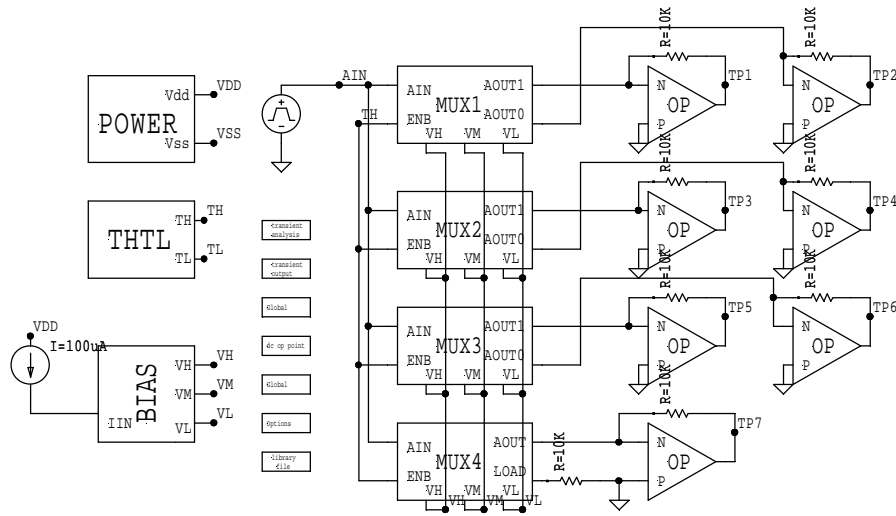 R=10K
R=10K
AIN
TP1
TP2
VDD
Vdd
AIN
MUX1
AOUT1
N
OP
N
OP
POWER
VSS
Vss
TH
ENB
AOUT0
VH
VM
VL
P
P
R=10K
R=10K
TP3
TP4
AIN
MUX2
AOUT1
N
OP
N
OP
TH
TH
THTL
TL
TL
transient
analysis
ENB
AOUT0
VH
VM
VL
P
P
transient
output
R=10K
R=10K
Global
TP5
TP6
VDD
AIN
MUX3
AOUT1
N
OP
N
OP
I=100uA
dc op point
ENB
AOUT0
VH
VM
VL
P
P
VH
VH
BIAS
VM
VM
VL
VL
IIN
Global
R=10K
Options
TP7
AIN
MUX4
AOUT
N
OP
library
file
ENB
LOAD
R=10K
P
VH
VM
VL
VH
VM
VL